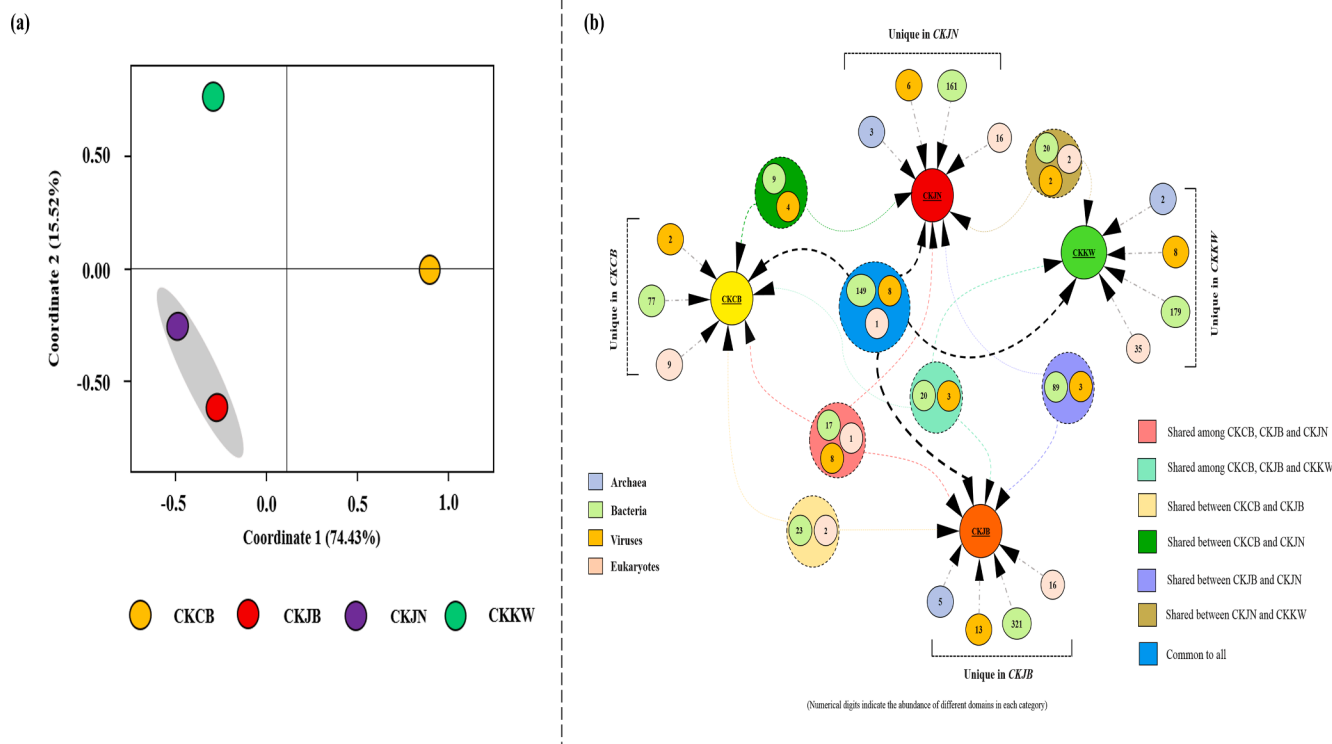 (a)
0.50
0.00
-0.50
Coordinate 2 (15.52%)
-0.5
0.0
0.5
1.0
Coordinate 1 (74.43%)
CKCB
CKJB
CKJN
CKKW
(b)
Unique in CKJN
6
161
3
16
CKJN
9
4
20
2
2
Unique in CKCB
2
77
9
CKCB
149
8
1
CKKW
2
8
179
35
Unique in CKKW
20
3
89
3
17
1
8
23
2
CKJB
5
13
321
16
Unique in CKJB
Archaea
Bacteria
Viruses
Eukaryotes
Shared among CKCB, CKJB and CKJN
Shared among CKCB, CKJB and CKKW
Shared between CKCB and CKJB
Shared between CKCB and CKJN
Shared between CKJB and CKJN
Shared between CKJN and CKKW
Common to all
(Numerical digits indicate the abundance of different domains in each category)